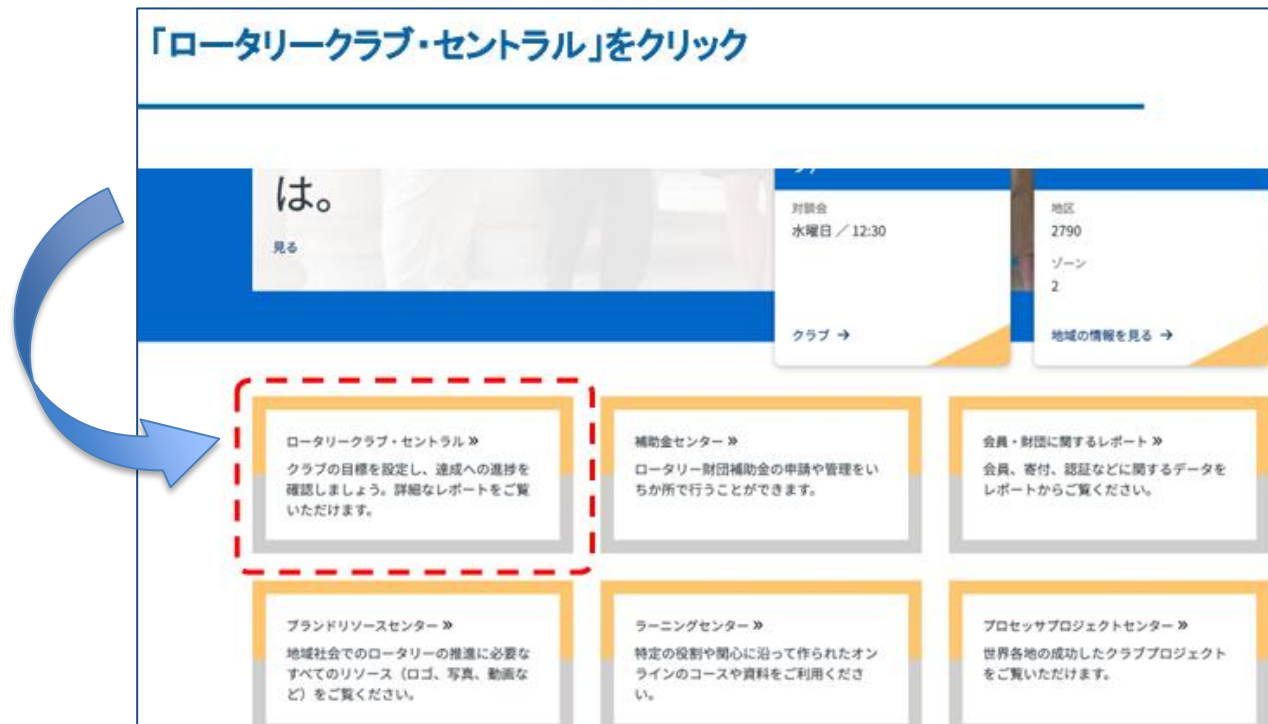 「ロータリークラブ・セントラル」をクリック
は。
見る
対談会
水曜日 ／ 12:30
クラブ →
地区
2790
ゾーン
2
地域の情報を見る →
ロータリークラブ・セントラル »
クラブの目標を設定し、達成への進捗を
確認しましょう。詳細なレポートをご覧
いただけます。
補助金センター »
ロータリー財団補助金の申請や管理をい
ちか所で行うことができます。
会員・財団に関するレポート »
会員、寄付、認証などに関するデータを
レポートからご覧ください。
ブランドリソースセンター »
地域社会でのロータリーの推進に必要な
すべてのリソース（ロゴ、写真、動画な
ど）をご覧ください。
ラーニングセンター »
特定の役割や関心に沿って作られたオン
ラインのコースや資料をご利用くださ
い。
プロセッサプロジェクトセンター »
世界各地の成功したクラブプロジェクト
をご覧いただけます。